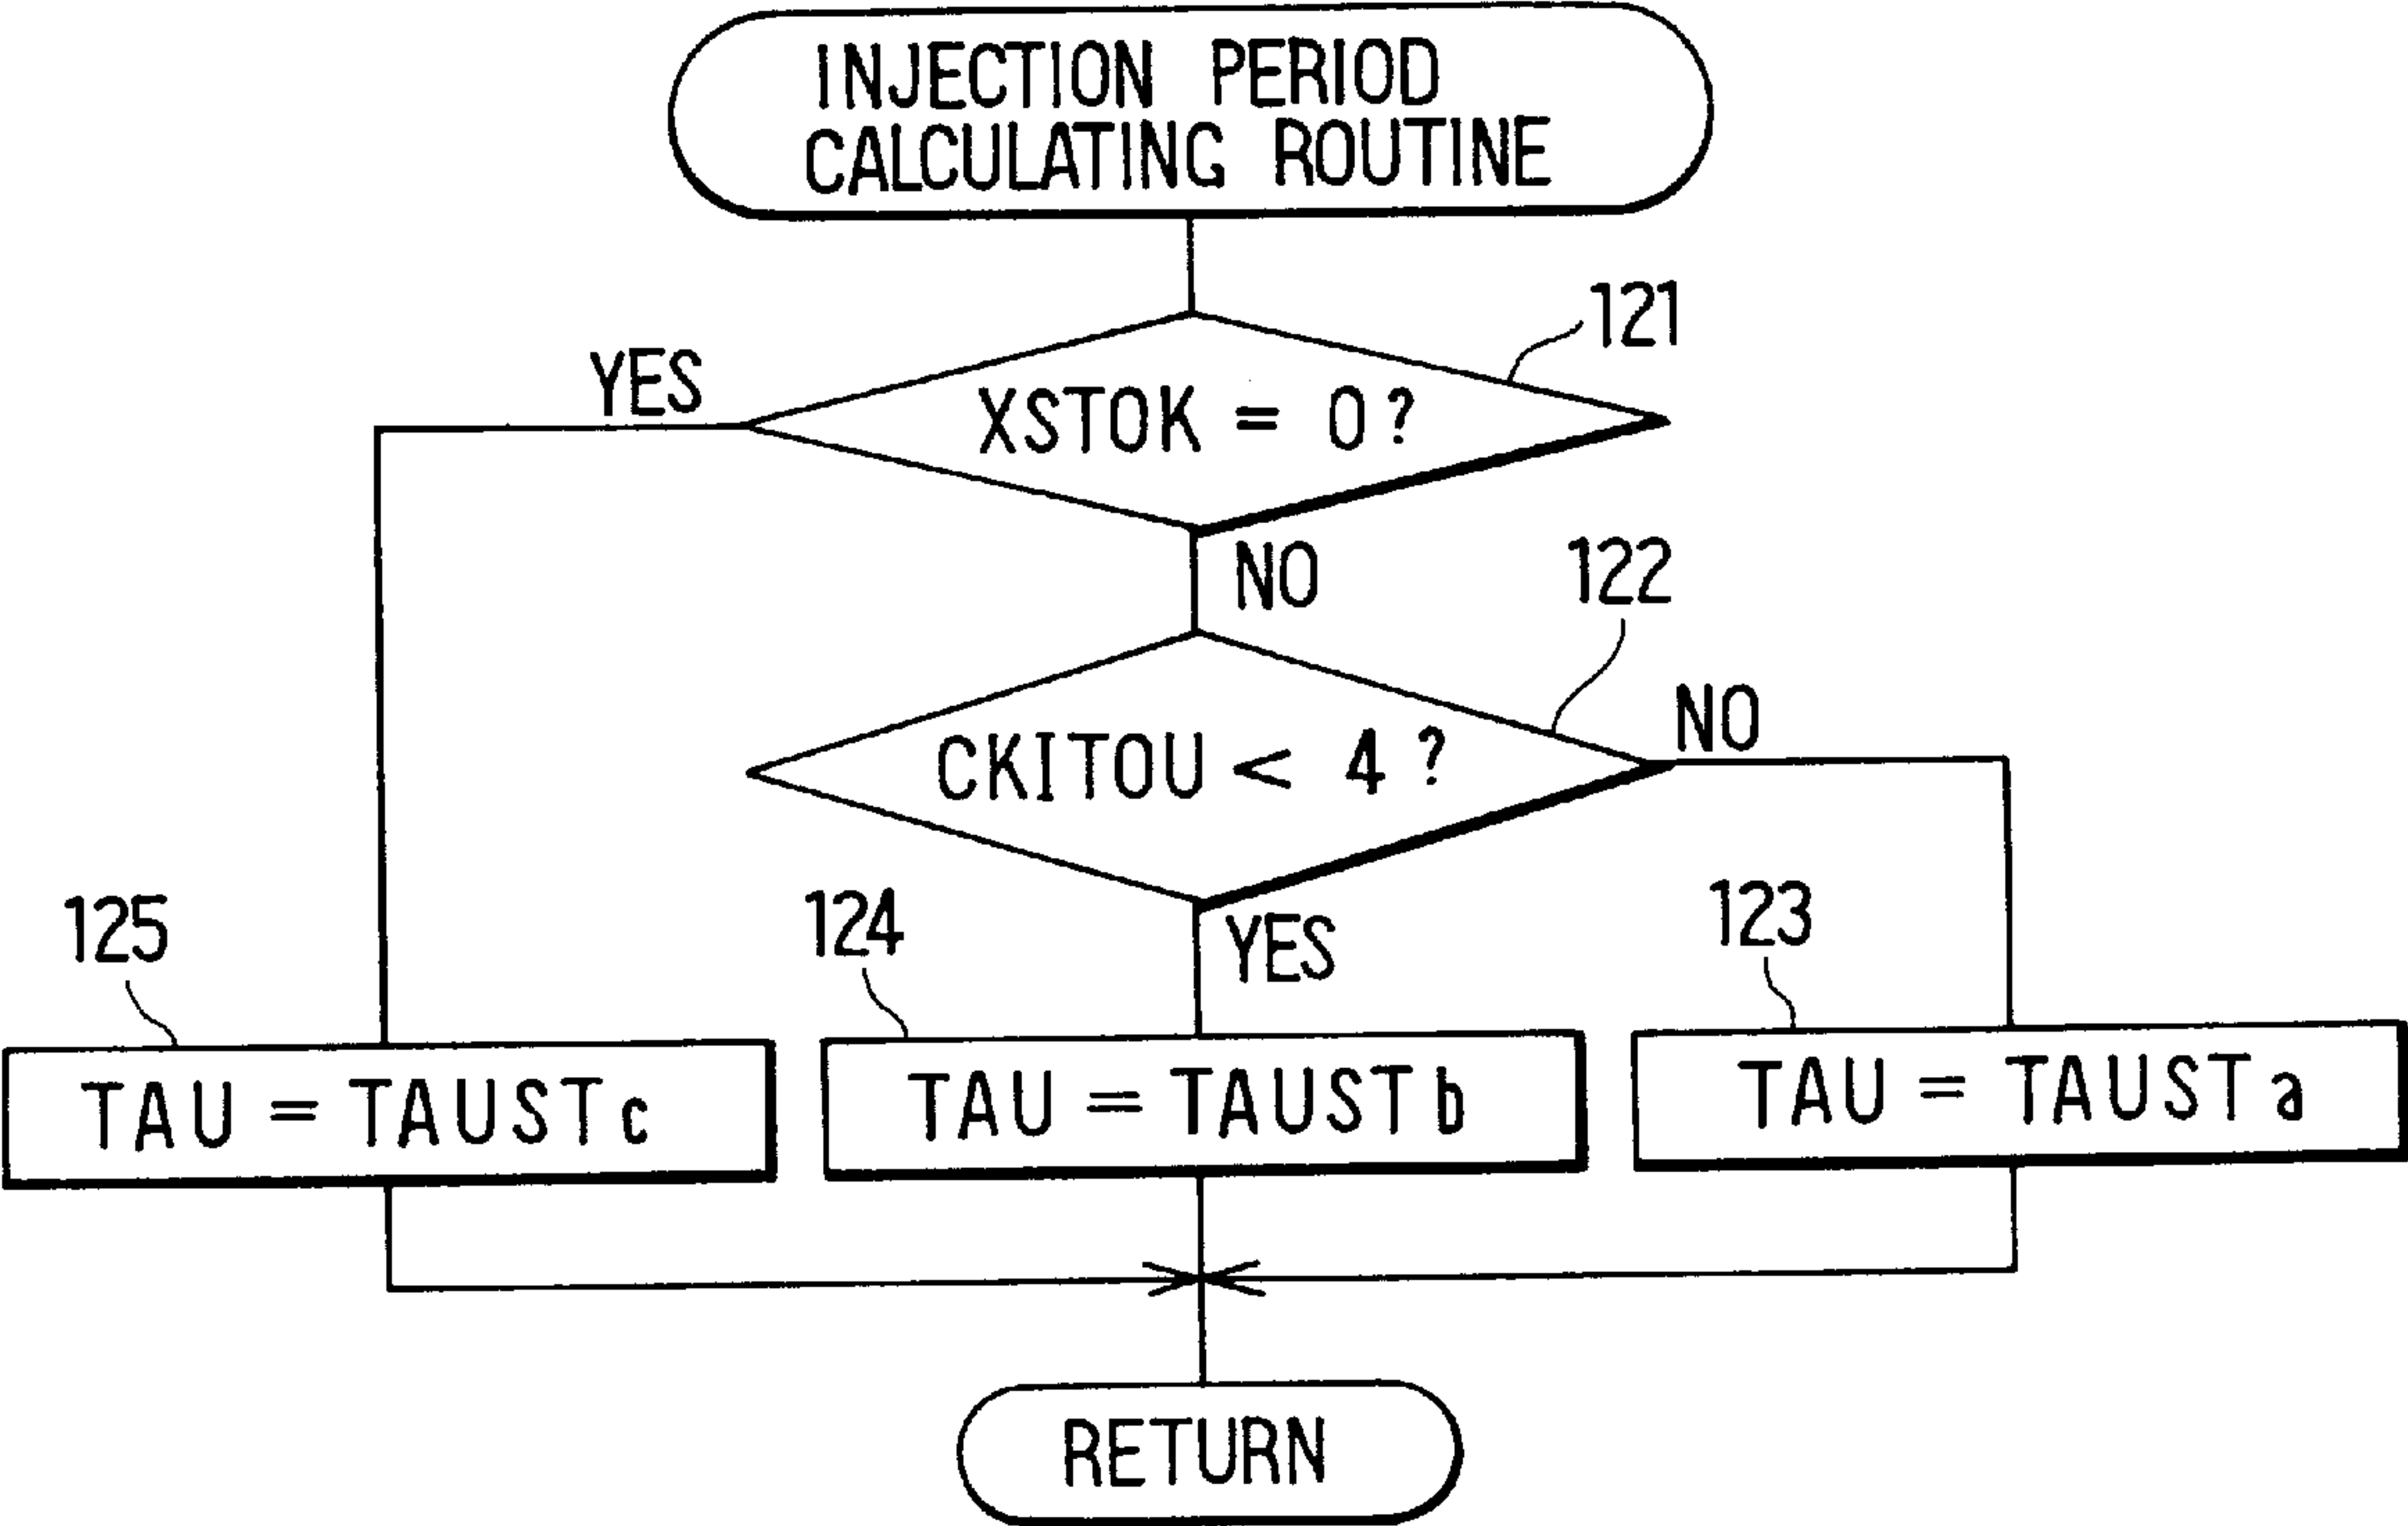 INJECTION PERIOD
CALCULATING ROUTINE
121
YES
XSTOK = 0?
NO
122
NO
CKITOU < 4 ?
125
124
YES
123
TAU = TAUSTc
TAU = TAUSTb
TAU = TAUSTa
RETURN